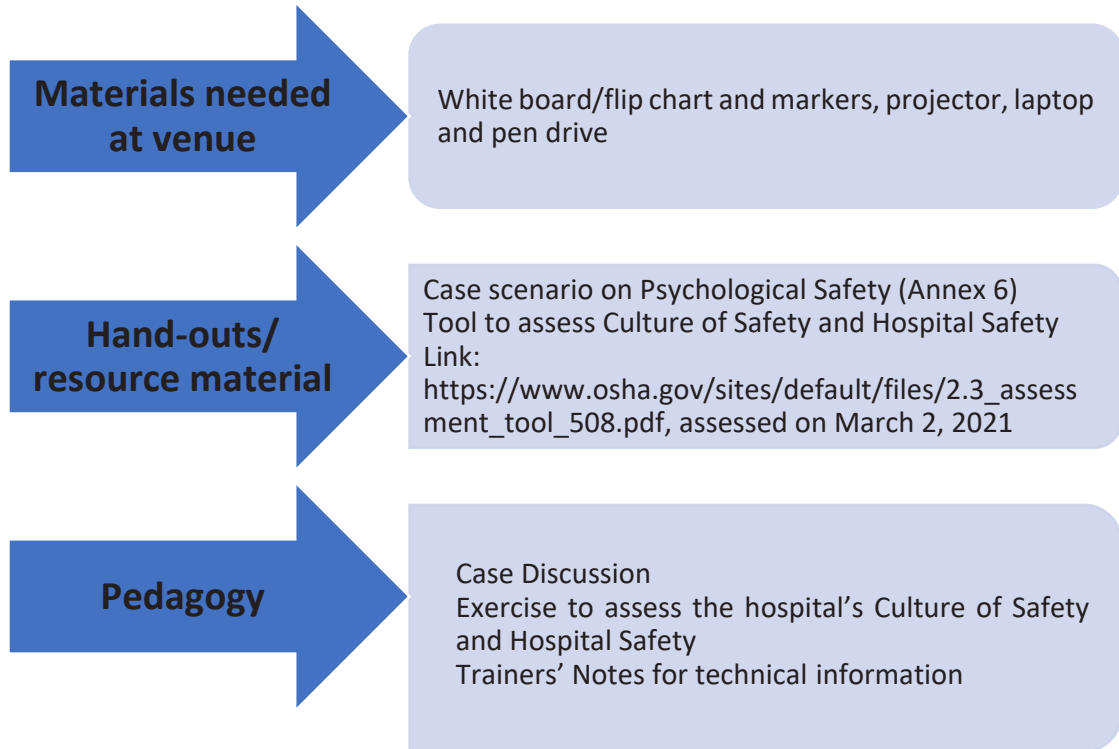 Materials needed
at venue
White board/flip chart and markers, projector, laptop
and pen drive
Hand-outs/
resource material
Case scenario on Psychological Safety (Annex 6)
Tool to assess Culture of Safety and Hospital Safety
Link:
https://www.osha.gov/sites/default/files/2.3_assess
ment_tool_508.pdf, assessed on March 2, 2021
Pedagogy
Case Discussion
Exercise to assess the hospital’s Culture of Safety
and Hospital Safety
Trainers’ Notes for technical information